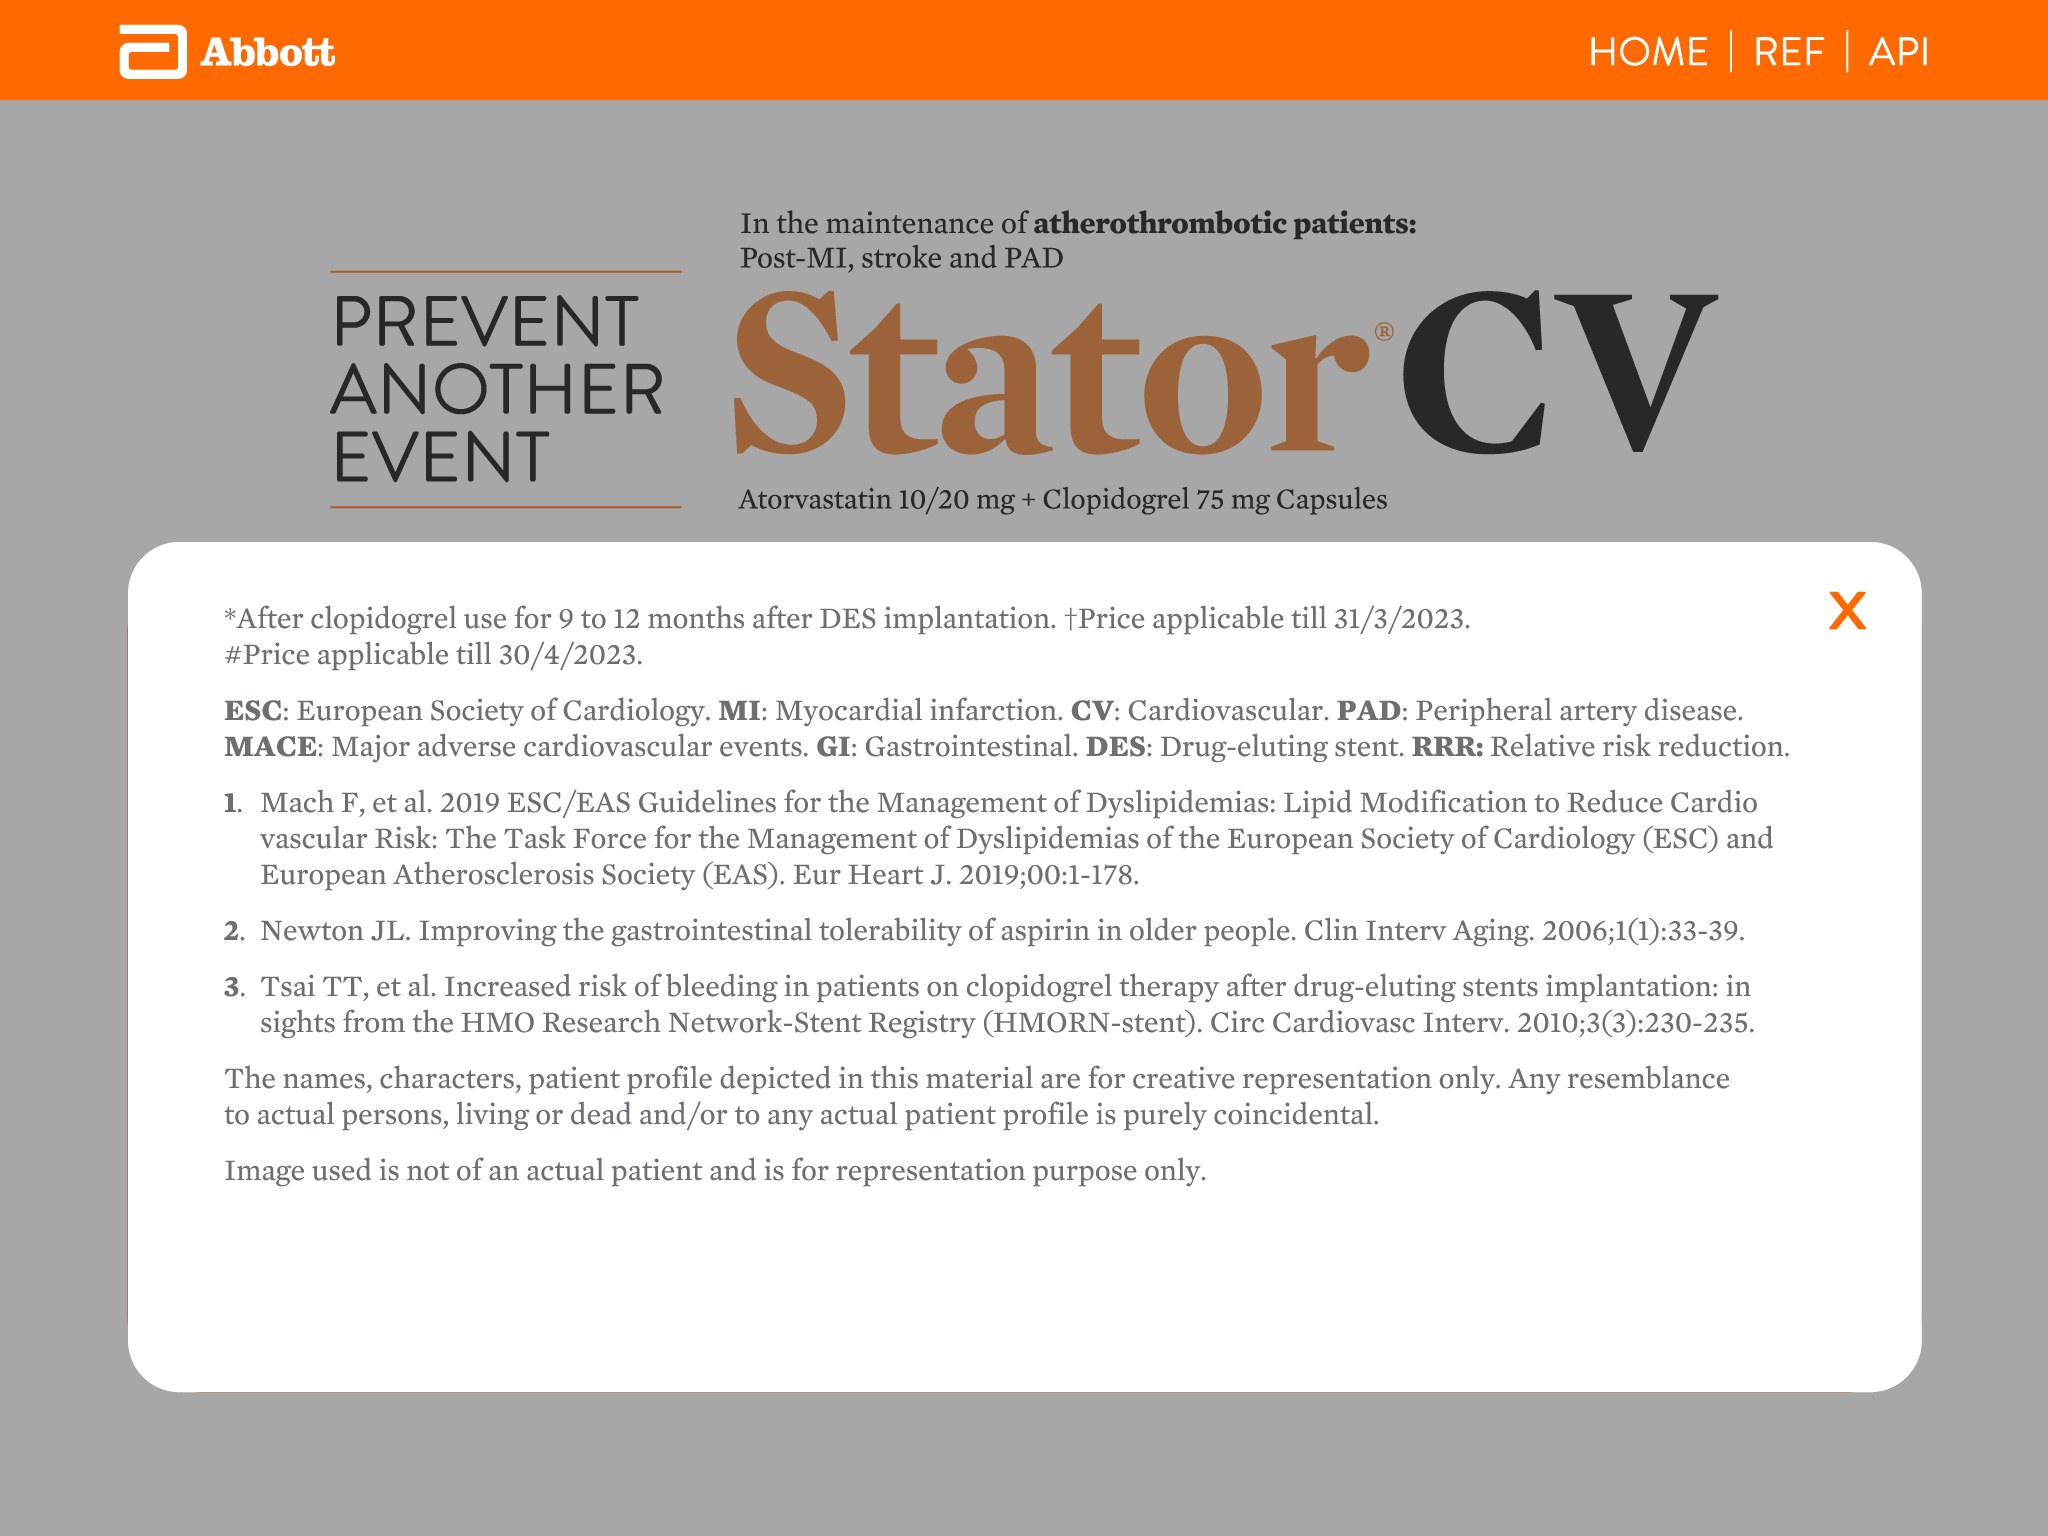 Abbott
HOME | REF | API
In the maintenance of atherothrombotic patients:
Post-MI, stroke and PAD
PREVENT
ANOTHER
EVENT
Stator® CV
Atorvastatin 10/20 mg + Clopidogrel 75 mg Capsules
X
*After clopidogrel use for 9 to 12 months after DES implantation. †Price applicable till 31/3/2023.
#Price applicable till 30/4/2023.
ESC: European Society of Cardiology. MI: Myocardial infarction. CV: Cardiovascular. PAD: Peripheral artery disease.
MACE: Major adverse cardiovascular events. GI: Gastrointestinal. DES: Drug-eluting stent. RRR: Relative risk reduction.
1. Mach F, et al. 2019 ESC/EAS Guidelines for the Management of Dyslipidemias: Lipid Modification to Reduce Cardio
vascular Risk: The Task Force for the Management of Dyslipidemias of the European Society of Cardiology (ESC) and
European Atherosclerosis Society (EAS). Eur Heart J. 2019;00:1-178.
2. Newton JL. Improving the gastrointestinal tolerability of aspirin in older people. Clin Interv Aging. 2006;1(1):33-39.
3. Tsai TT, et al. Increased risk of bleeding in patients on clopidogrel therapy after drug-eluting stents implantation: in
sights from the HMO Research Network-Stent Registry (HMORN-stent). Circ Cardiovasc Interv. 2010;3(3):230-235.
The names, characters, patient profile depicted in this material are for creative representation only. Any resemblance
to actual persons, living or dead and/or to any actual patient profile is purely coincidental.
Image used is not of an actual patient and is for representation purpose only.